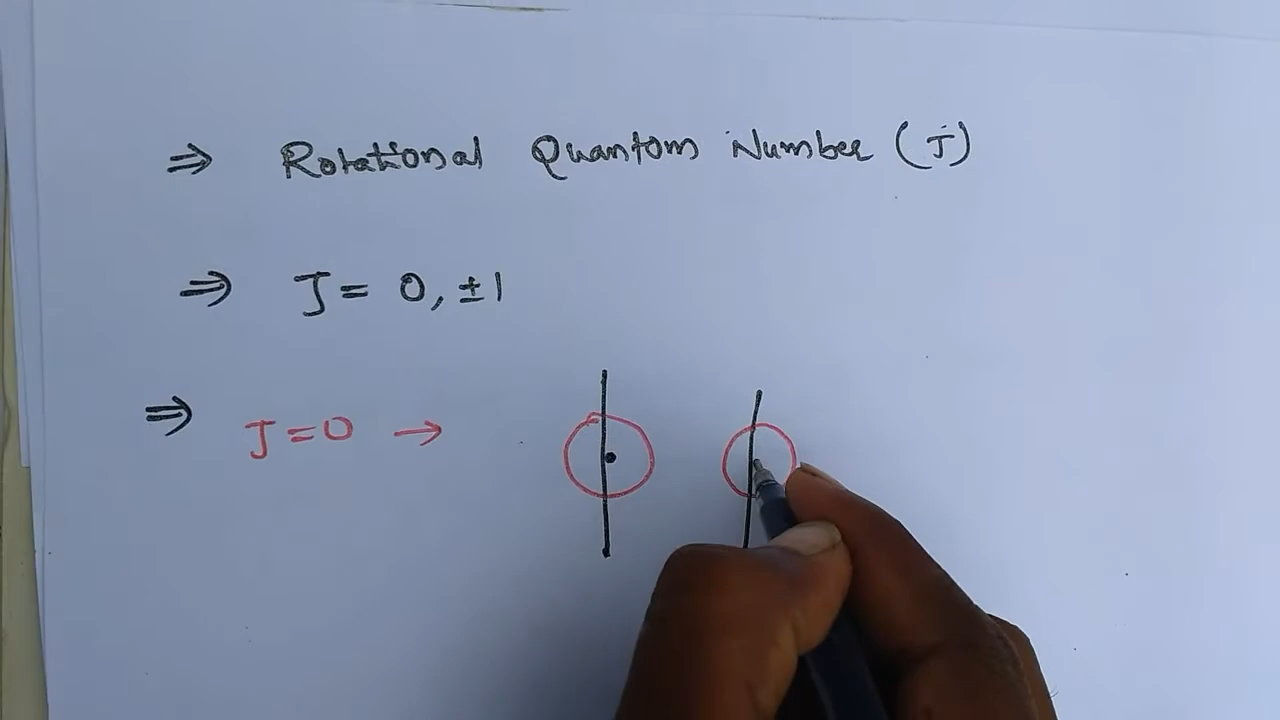 ⇒ Rotational Quantom Number (J)
⇒ J = 0, ±1
⇒ J = 0 →